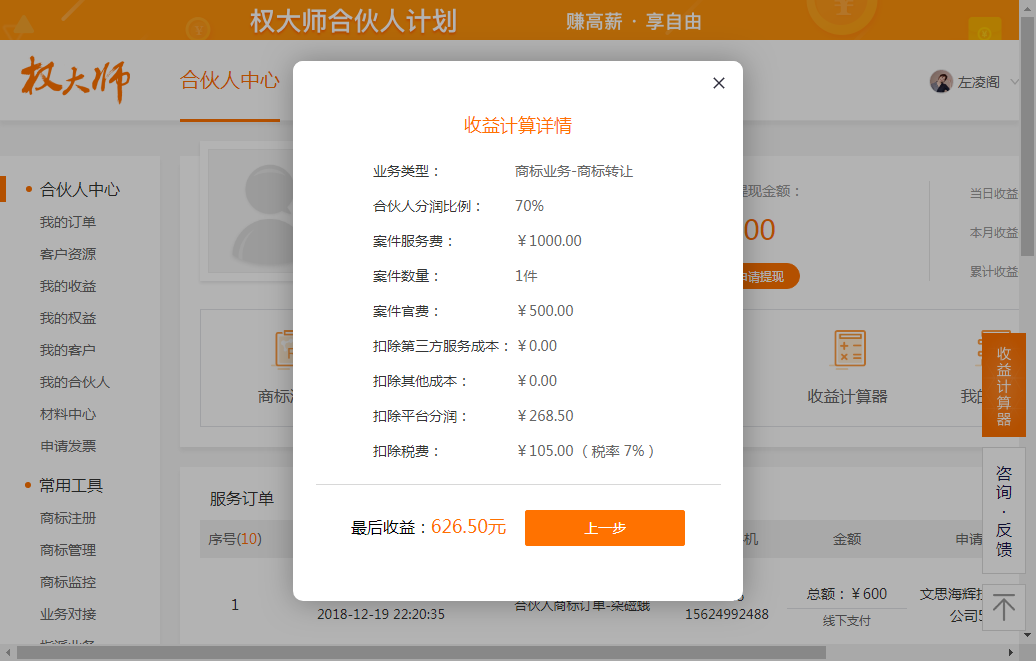 权大师合伙人计划
赚高薪 · 享自由
权大师
合伙人中心
左凌阁
合伙人中心
我的订单
客户资源
我的收益
我的权益
我的客户
我的合伙人
材料中心
申请发票
常用工具
商标注册
商标管理
商标监控
业务对接
收益计算详情
业务类型：
商标业务-商标转让
合伙人分润比例：
70%
案件服务费：
￥1000.00
案件数量：
1件
案件官费：
￥500.00
扣除第三方服务成本：
￥0.00
扣除其他成本：
￥0.00
扣除平台分润：
￥268.50
扣除税费：
￥105.00（ 税率 7% ）
最后收益：626.50元
上一步
现金额：
00
请提现
当日收益
本月收益
累计收益
商标
收益计算器
我的
收益计算器
咨询·反馈
服务订单
序号(10)
机
金额
申请
1
2018-12-19 22:20:35
合伙人商标订单-
15624992488
总额：￥600
线下支付
文思海辉
公司